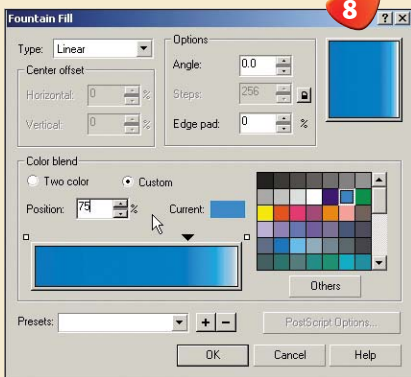 8
Fountain Fill
Type: Linear
Options
Angle: 0.0
Steps: 256
Edge pad: 0 %
Center offset
Horizontal: 0 %
Vertical: 0 %
Color blend
Two color Custom
Position: 75 % Current:
Others
Presets: + - PostScript Options...
OK Cancel Help